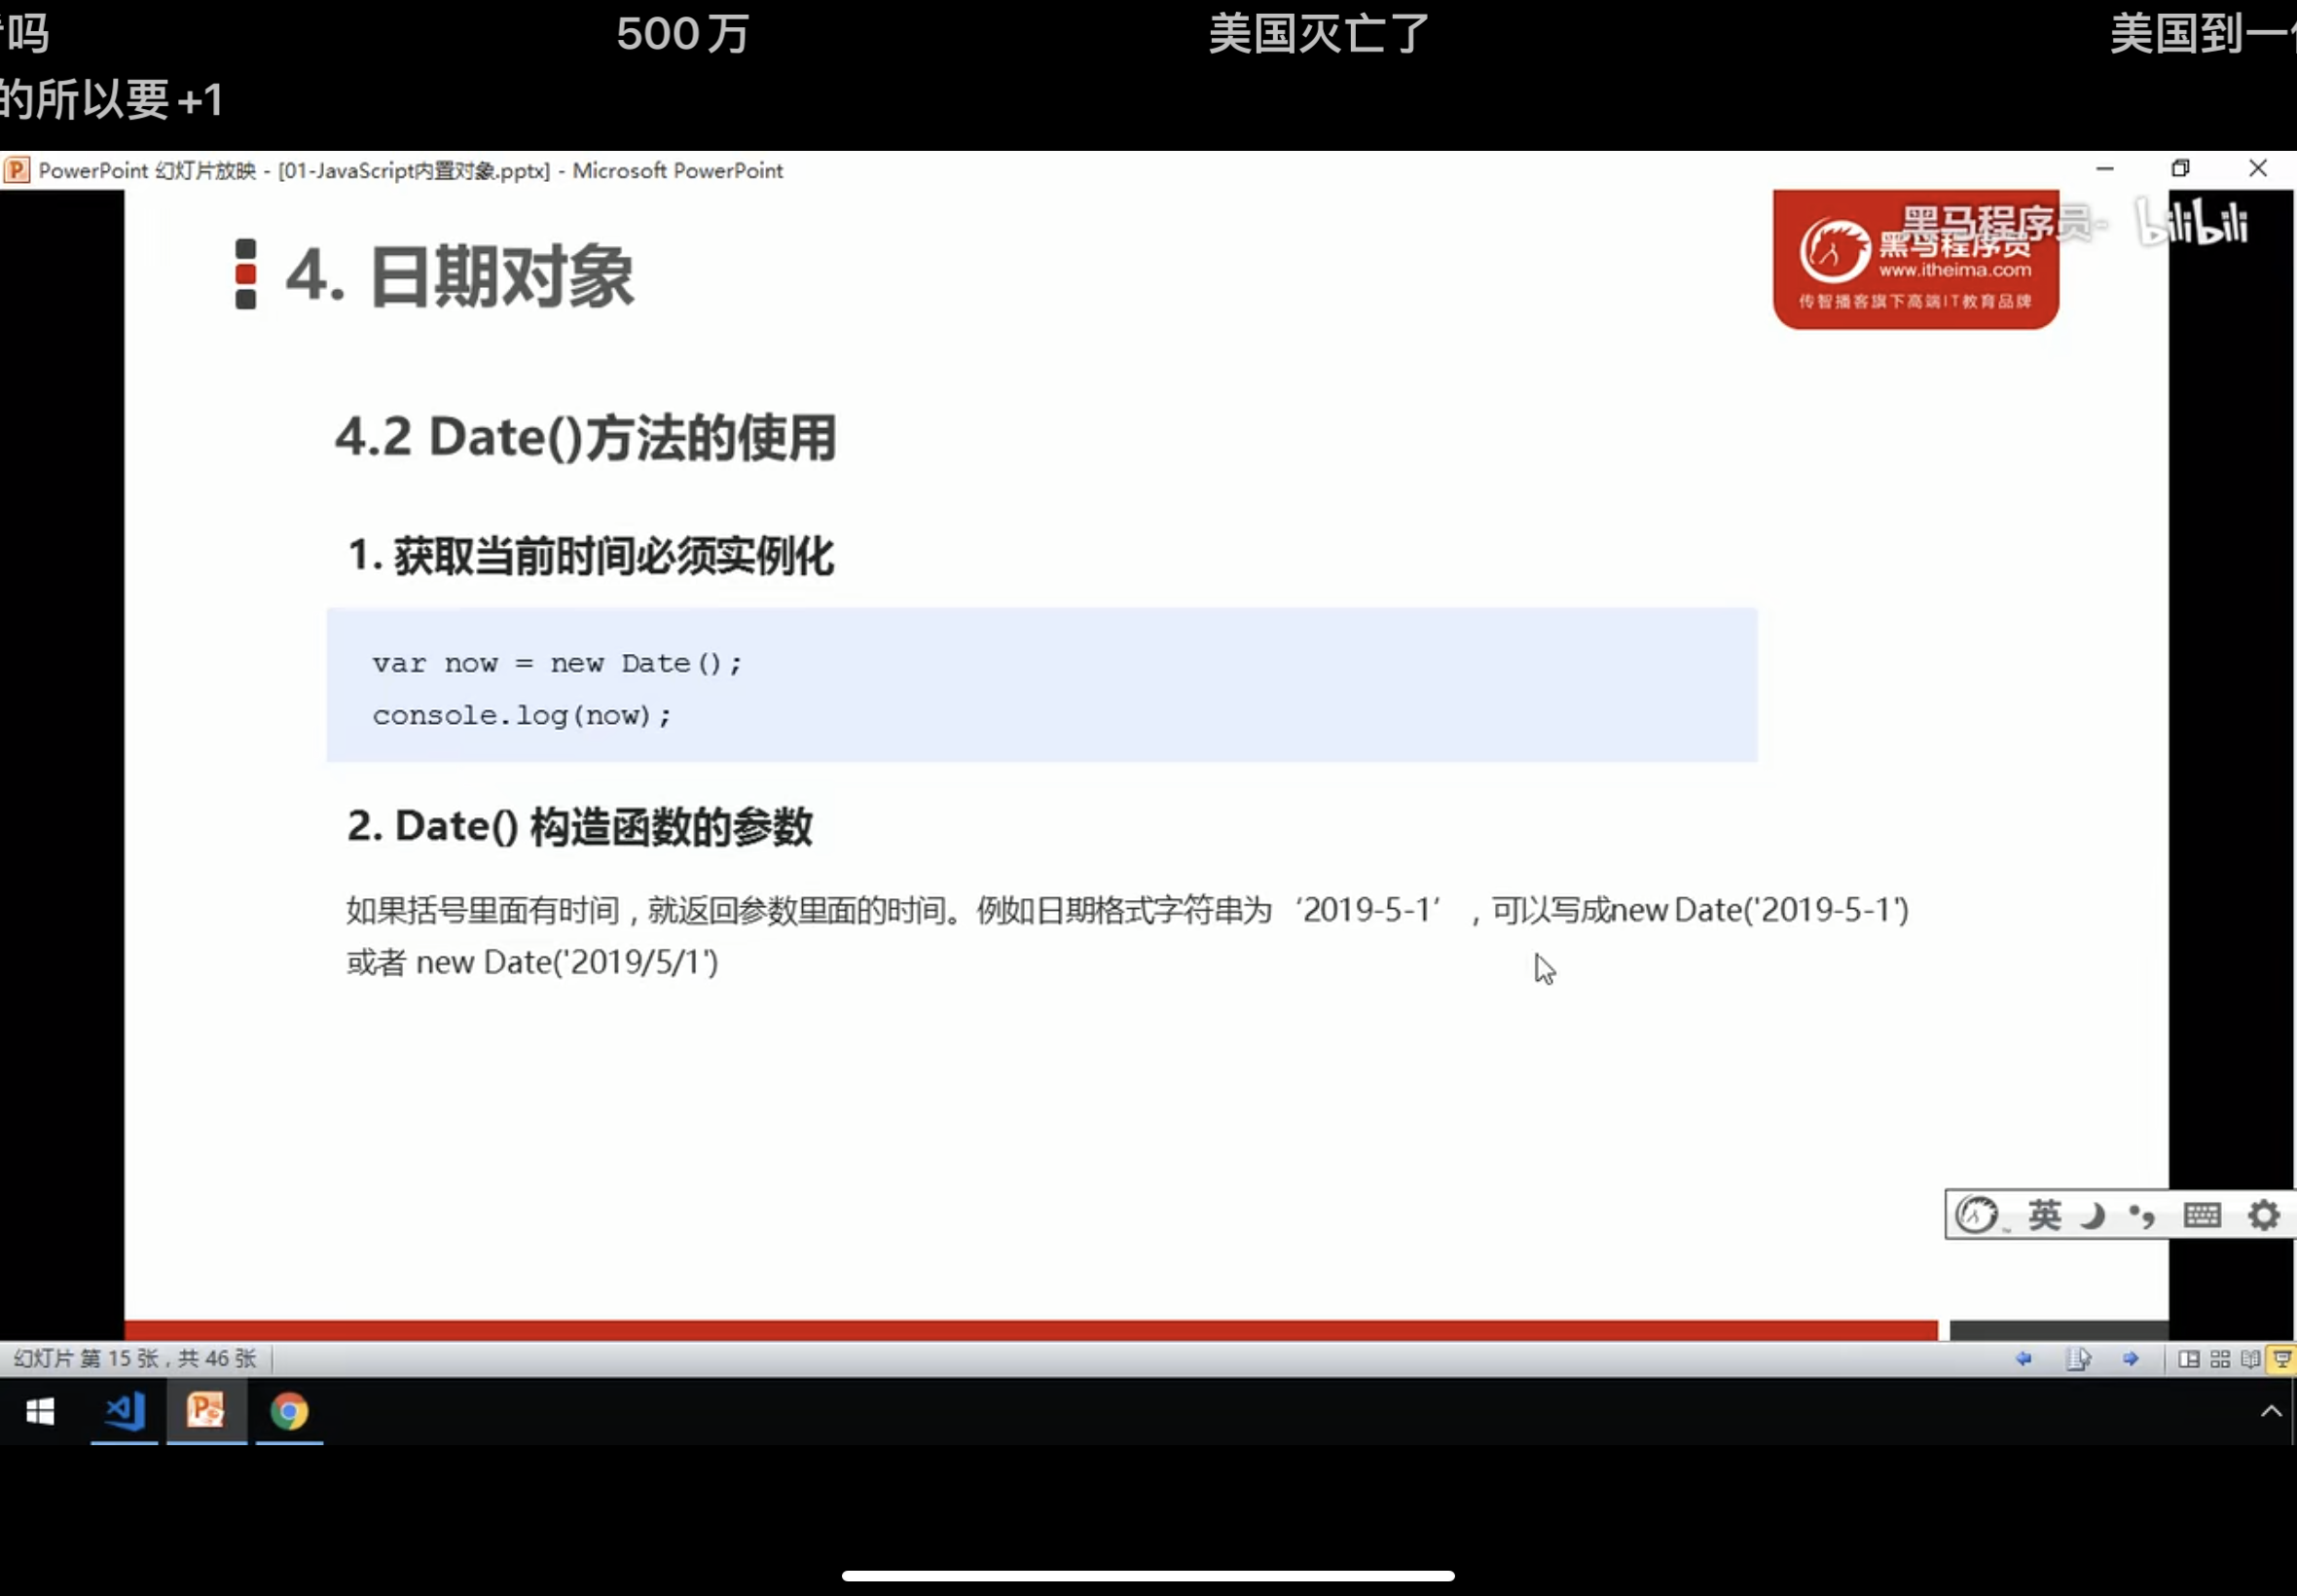 吗
500万
美国灭亡了
美国到一
的所以要+1
PowerPoint 幻灯片放映 - [01-JavaScript内置对象.pptx] - Microsoft PowerPoint
4. 日期对象
黑马程序员-
bilibili
黑马程序员
www.itheima.com
传智播客旗下高端IT教育品牌
4.2 Date()方法的使用
1. 获取当前时间必须实例化
var now = new Date();
console.log(now);
2. Date() 构造函数的参数
如果括号里面有时间，就返回参数里面的时间。例如日期格式字符串为‘2019-5-1’，可以写成new Date('2019-5-1')
或者 new Date('2019/5/1')
英
幻灯片 第 15 张，共 46 张